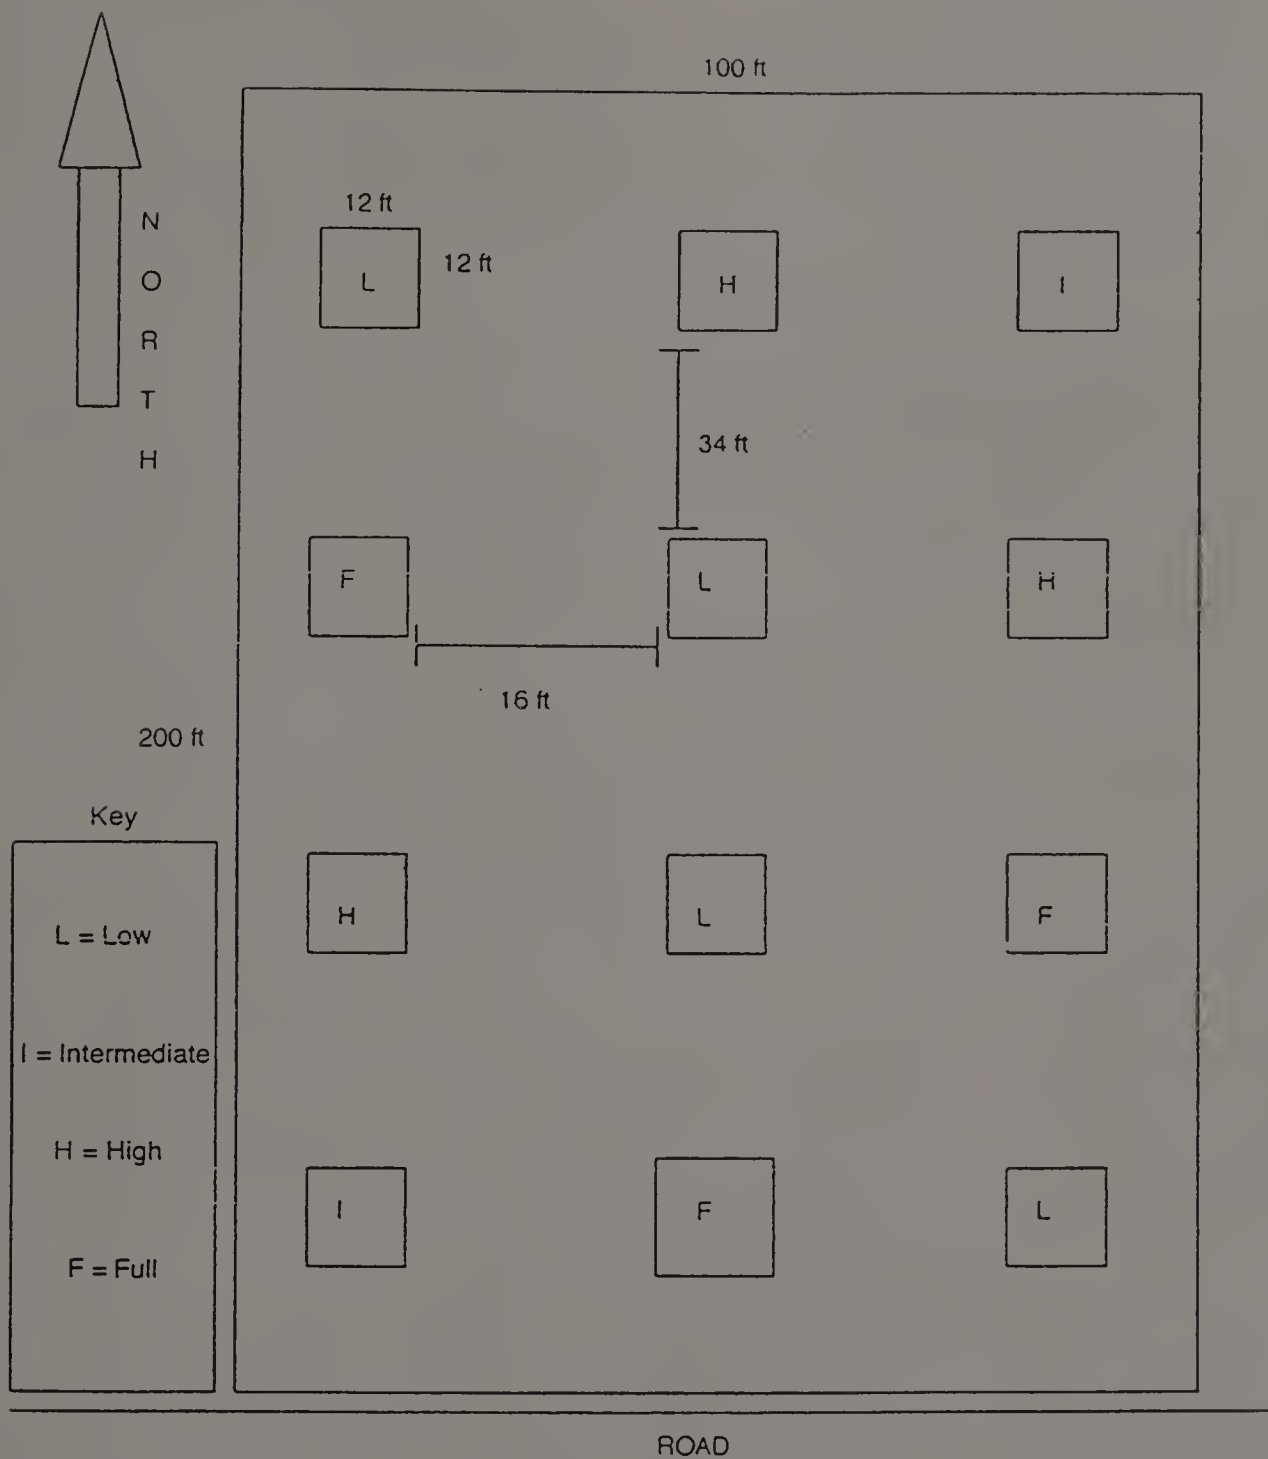 100 ft
12 ft
12 ft
N
O
R
T
H
L
H
I
34 ft
F
L
H
16 ft
200 ft
Key
L = Low
I = Intermediate
H = High
F = Full
H
L
F
I
F
L
ROAD